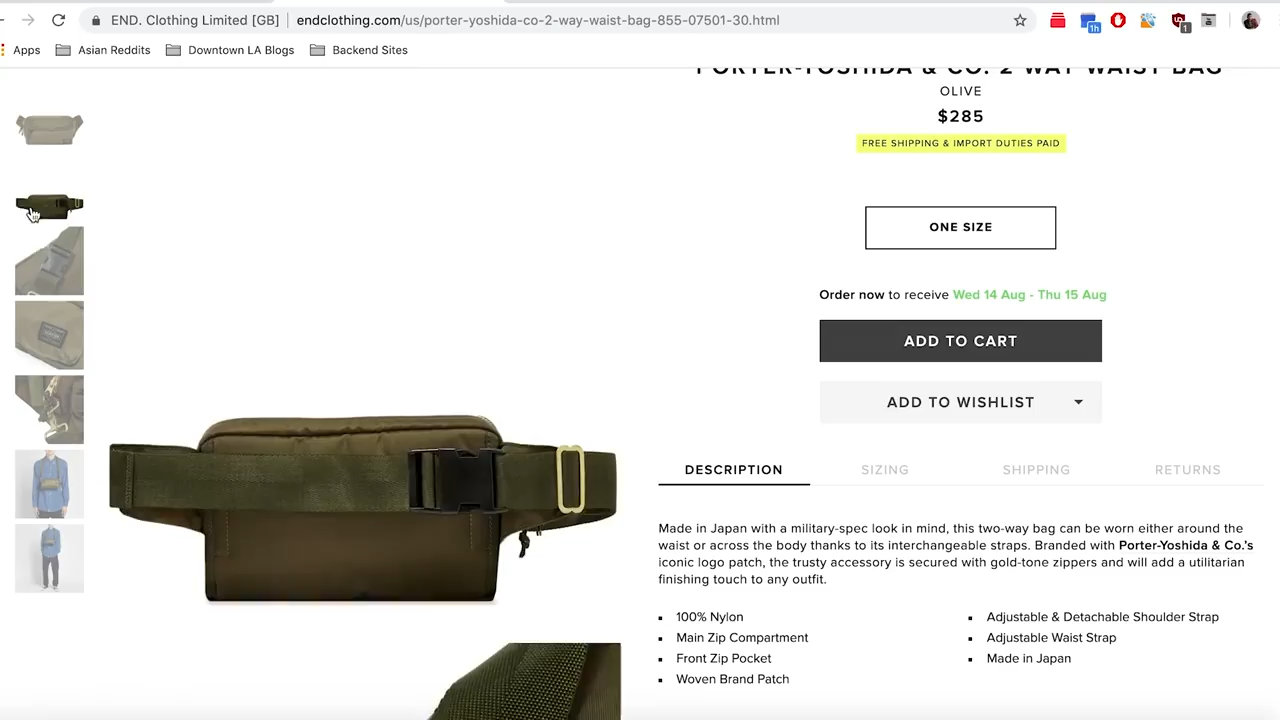 END. Clothing Limited [GB]
endclothing.com/us/porter-yoshida-co-2-way-waist-bag-855-07501-30.html
1h
1
Apps
Asian Reddits
Downtown LA Blogs
Backend Sites
PORTER-YOSHIDA & CO. 2 WAY WAIST BAG
OLIVE
$285
FREE SHIPPING & IMPORT DUTIES PAID
ONE SIZE
Order now to receive Wed 14 Aug - Thu 15 Aug
ADD TO CART
ADD TO WISHLIST
DESCRIPTION
SIZING
SHIPPING
RETURNS
Made in Japan with a military-spec look in mind, this two-way bag can be worn either around the
waist or across the body thanks to its interchangeable straps. Branded with Porter-Yoshida & Co.'s
iconic logo patch, the trusty accessory is secured with gold-tone zippers and will add a utilitarian
finishing touch to any outfit.
100% Nylon
Main Zip Compartment
Front Zip Pocket
Woven Brand Patch
Adjustable & Detachable Shoulder Strap
Adjustable Waist Strap
Made in Japan